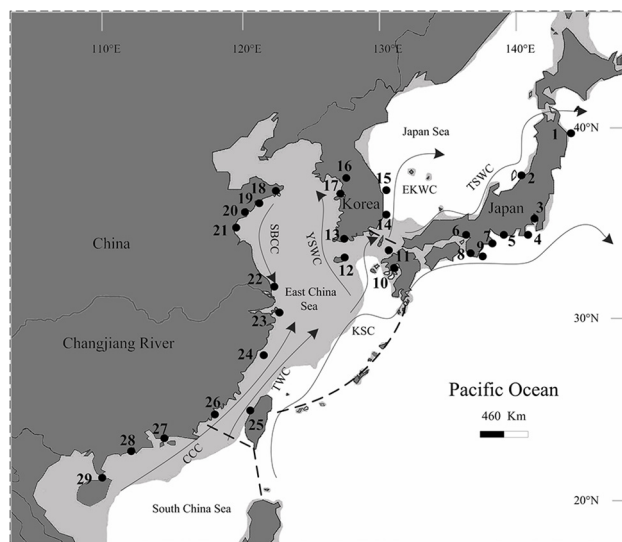 110°E 120°E 130°E 140°E
40°N
1
Japan Sea
16
15
18
17
19
EKWC
TSWC
2
Korea
20
Japan
3
21
14
China
SBCC
YSWC
13
6
5
4
7
12
11
8
9
10
22
East China
Sea
23
30°N
KSC
Changjiang River
24
TWC
Pacific Ocean
26
25
460 Km
27
28
CCC
29
20°N
South China Sea